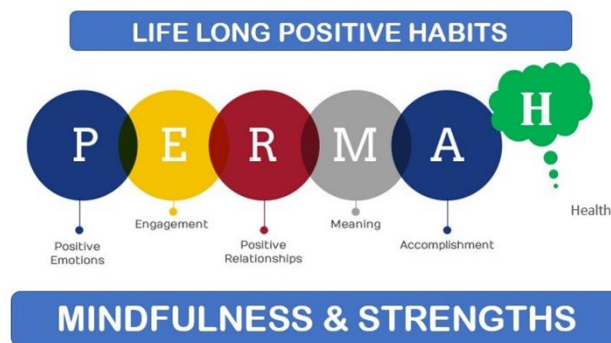 LIFE LONG POSITIVE HABITS
P E R M A H
Positive
Emotions
Engagement
Positive
Relationships
Meaning
Accomplishment
Health
MINDFULNESS & STRENGTHS